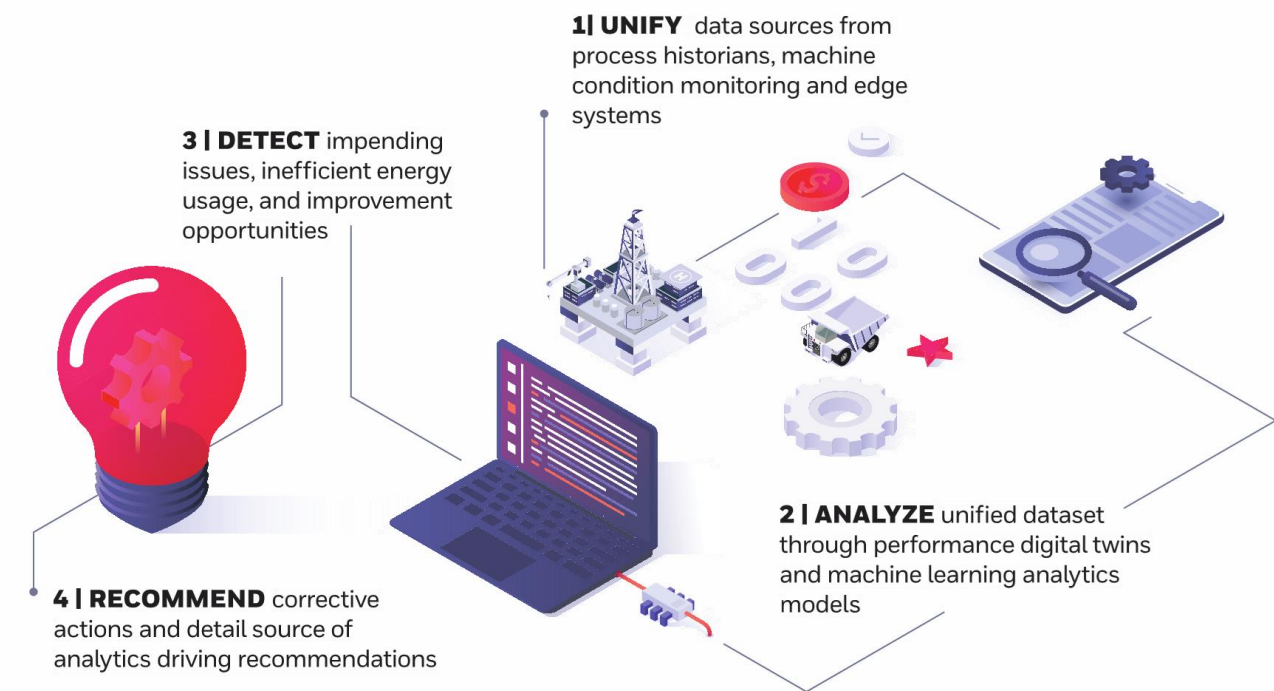 1| UNIFY data sources from
process historians, machine
condition monitoring and edge
systems
3 | DETECT impending
issues, inefficient energy
usage, and improvement
opportunities
2 | ANALYZE unified dataset
through performance digital twins
and machine learning analytics
models
4 | RECOMMEND corrective
actions and detail source of
analytics driving recommendations